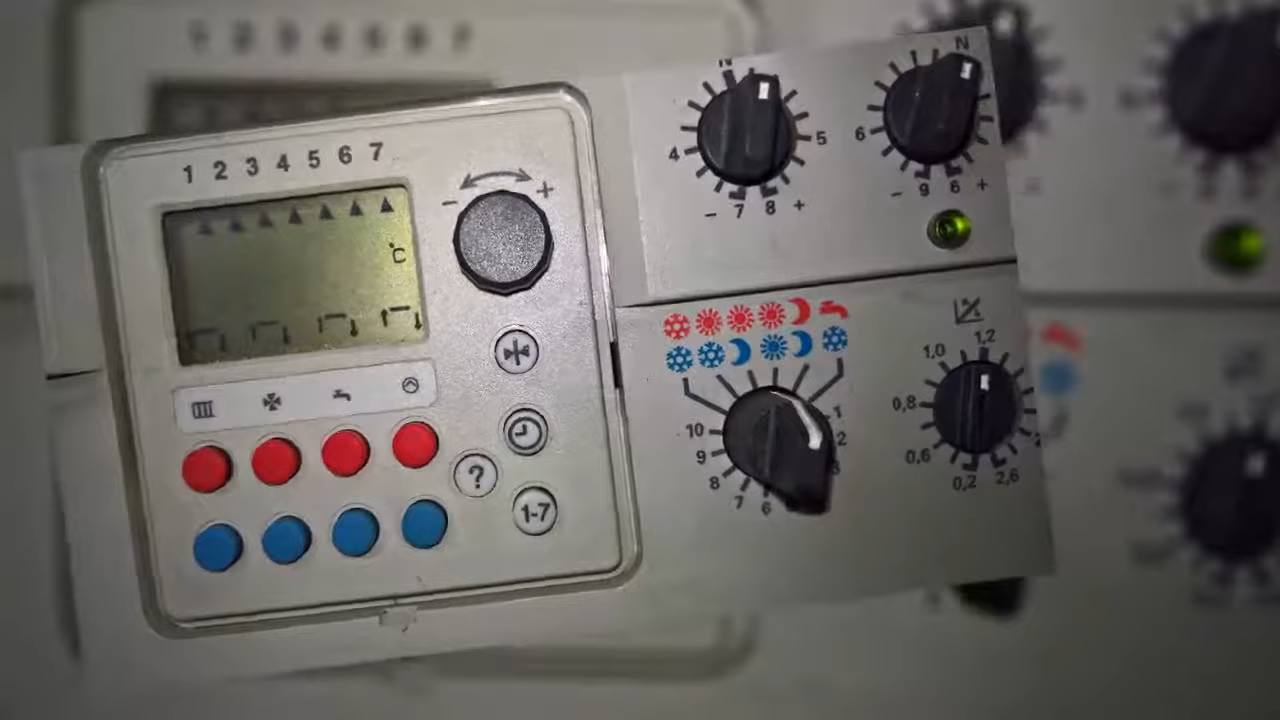 1 2 3 4 5 6 7
- +
°C
?
1-7
N
4 5
- 7 8 +
N
6
- 9 6 +
10 1
9 2
8 3
7 6
1,0 1,2
0,8
0,6
0,2 2,6